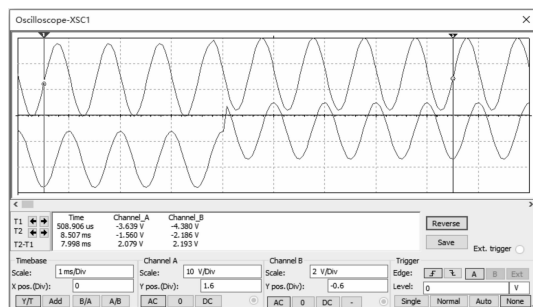 Oscilloscope-XSC1
1 2
T1
T2
T2-T1
Time Channel_A Channel_B
508.906 us -3.639 V -4.380 V
8.507 ms -1.560 V -2.186 V
7.998 ms 2.079 V 2.193 V
Reverse
Save
Ext. trigger
Timebase
Scale: 1 ms/Div
X pos.(Div): 0
Y/T Add B/A A/B
Channel A
Scale: 10 V/Div
Y pos.(Div): 1.6
AC 0 DC
Channel B
Scale: 2 V/Div
Y pos.(Div): -0.6
AC 0 DC -
Trigger
Edge: A B Ext
Level: 0 V
Single Normal Auto None